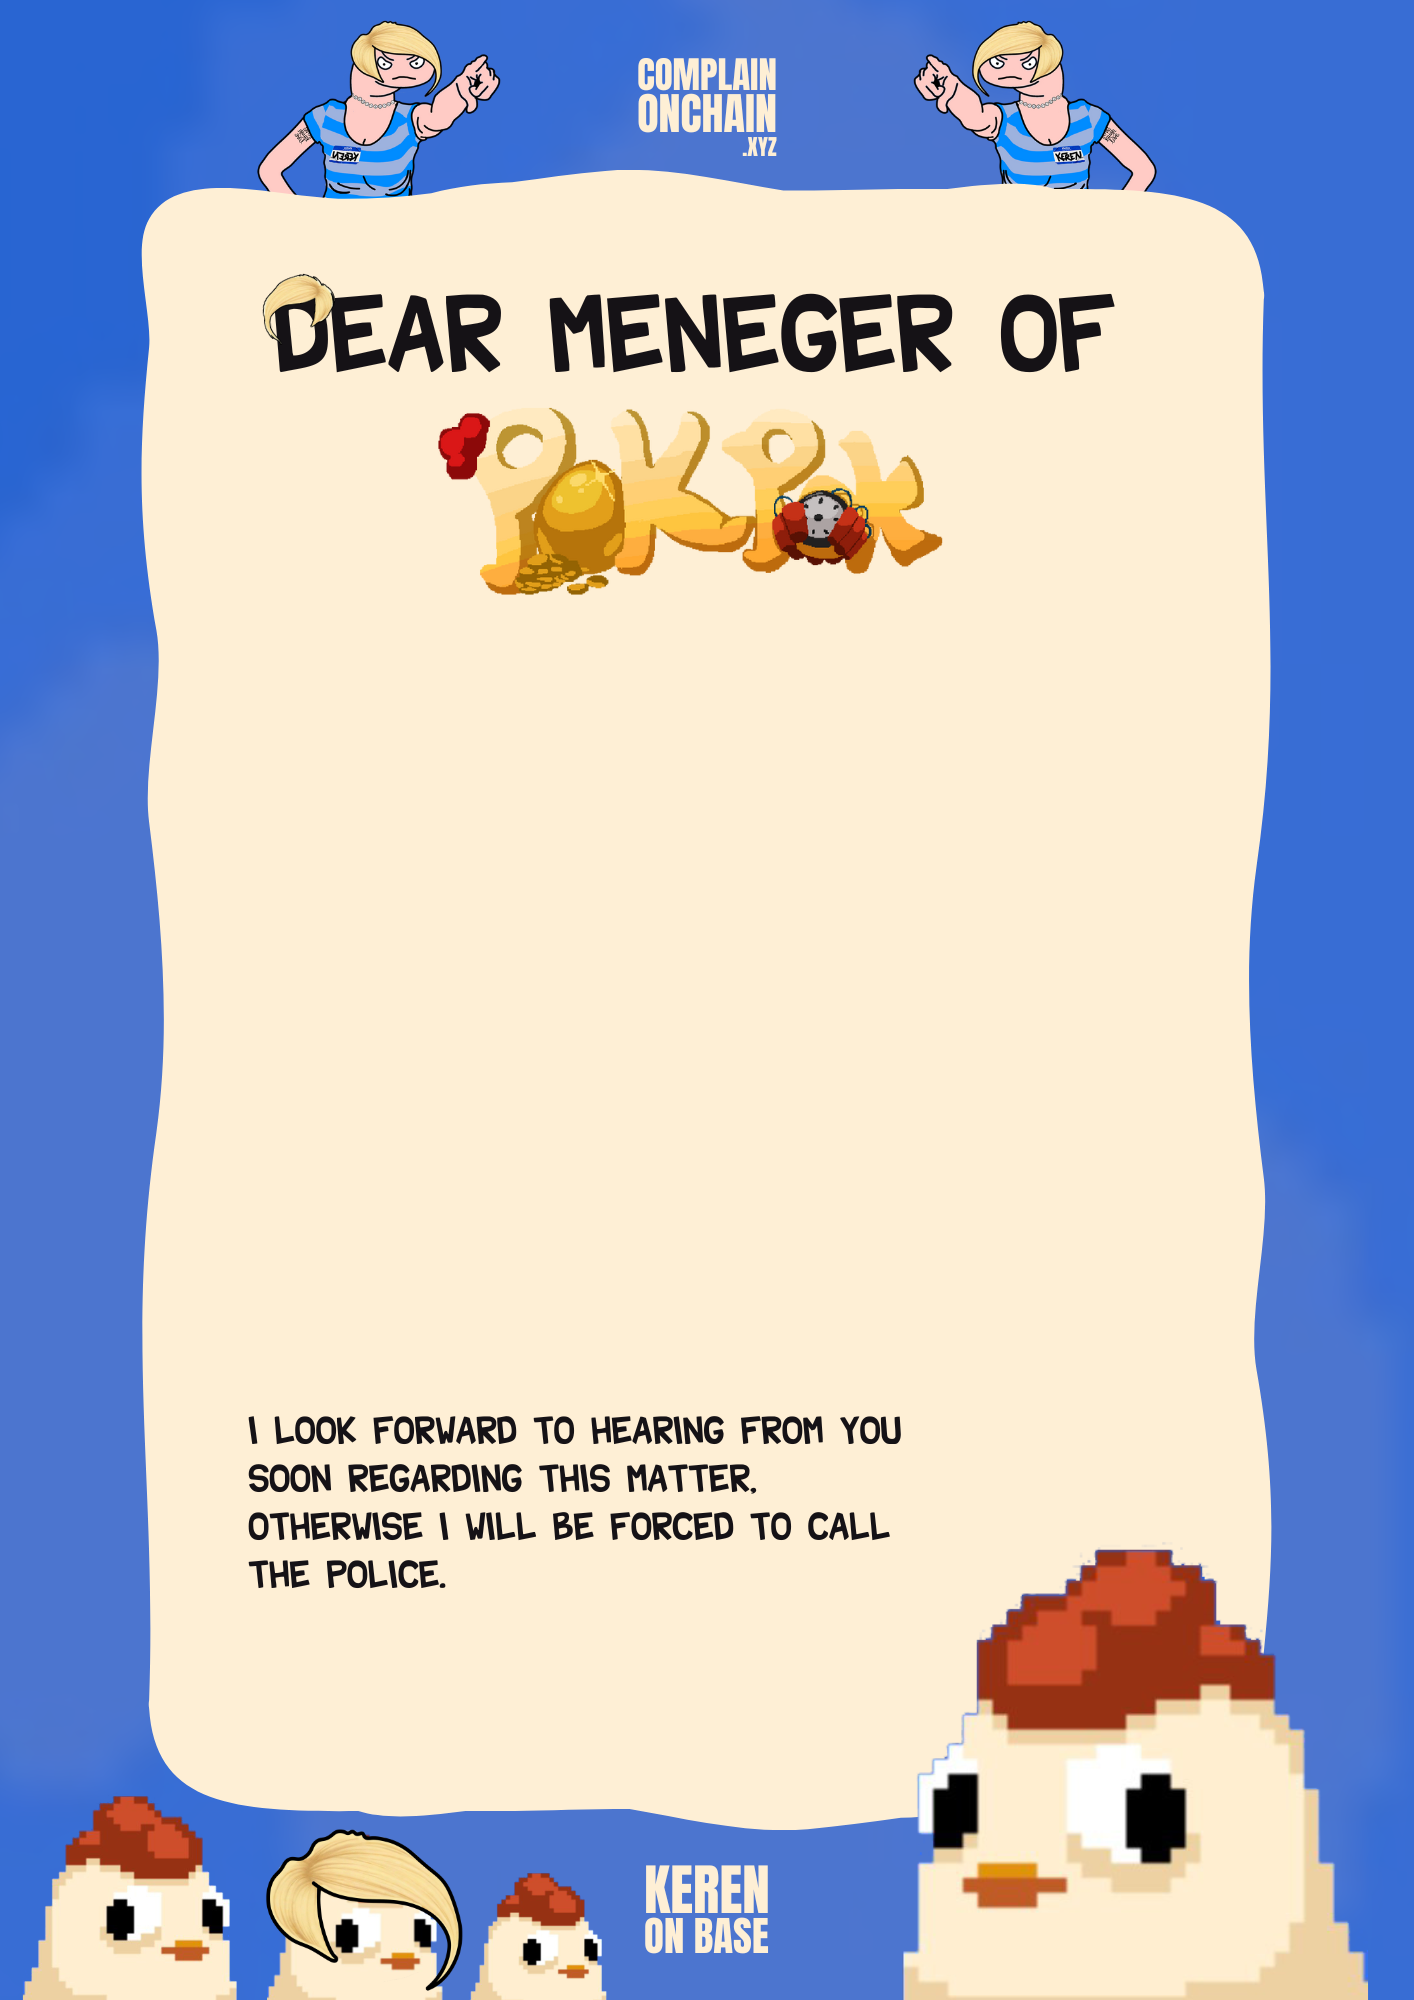 COMPLAIN
ONCHAIN
.XYZ
KEREN
KEREN
DEAR MENEGER OF
POKPOK
I LOOK FORWARD TO HEARING FROM YOU
SOON REGARDING THIS MATTER,
OTHERWISE I WILL BE FORCED TO CALL
THE POLICE.
KEREN
ON BASE